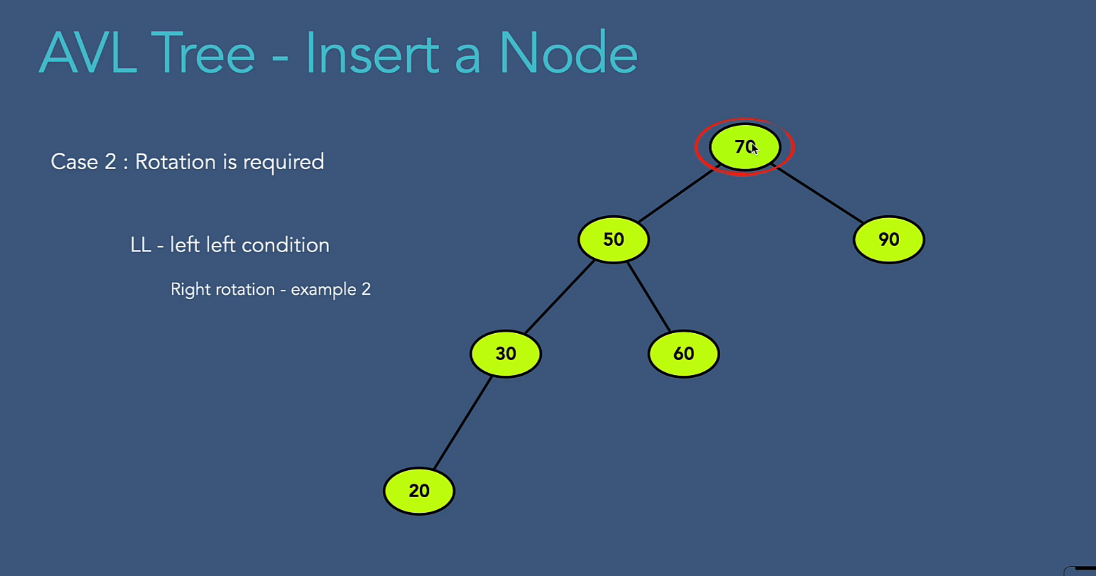 AVL Tree - Insert a Node
Case 2 : Rotation is required
LL - left left condition
Right rotation - example 2
70
50
90
30
60
20